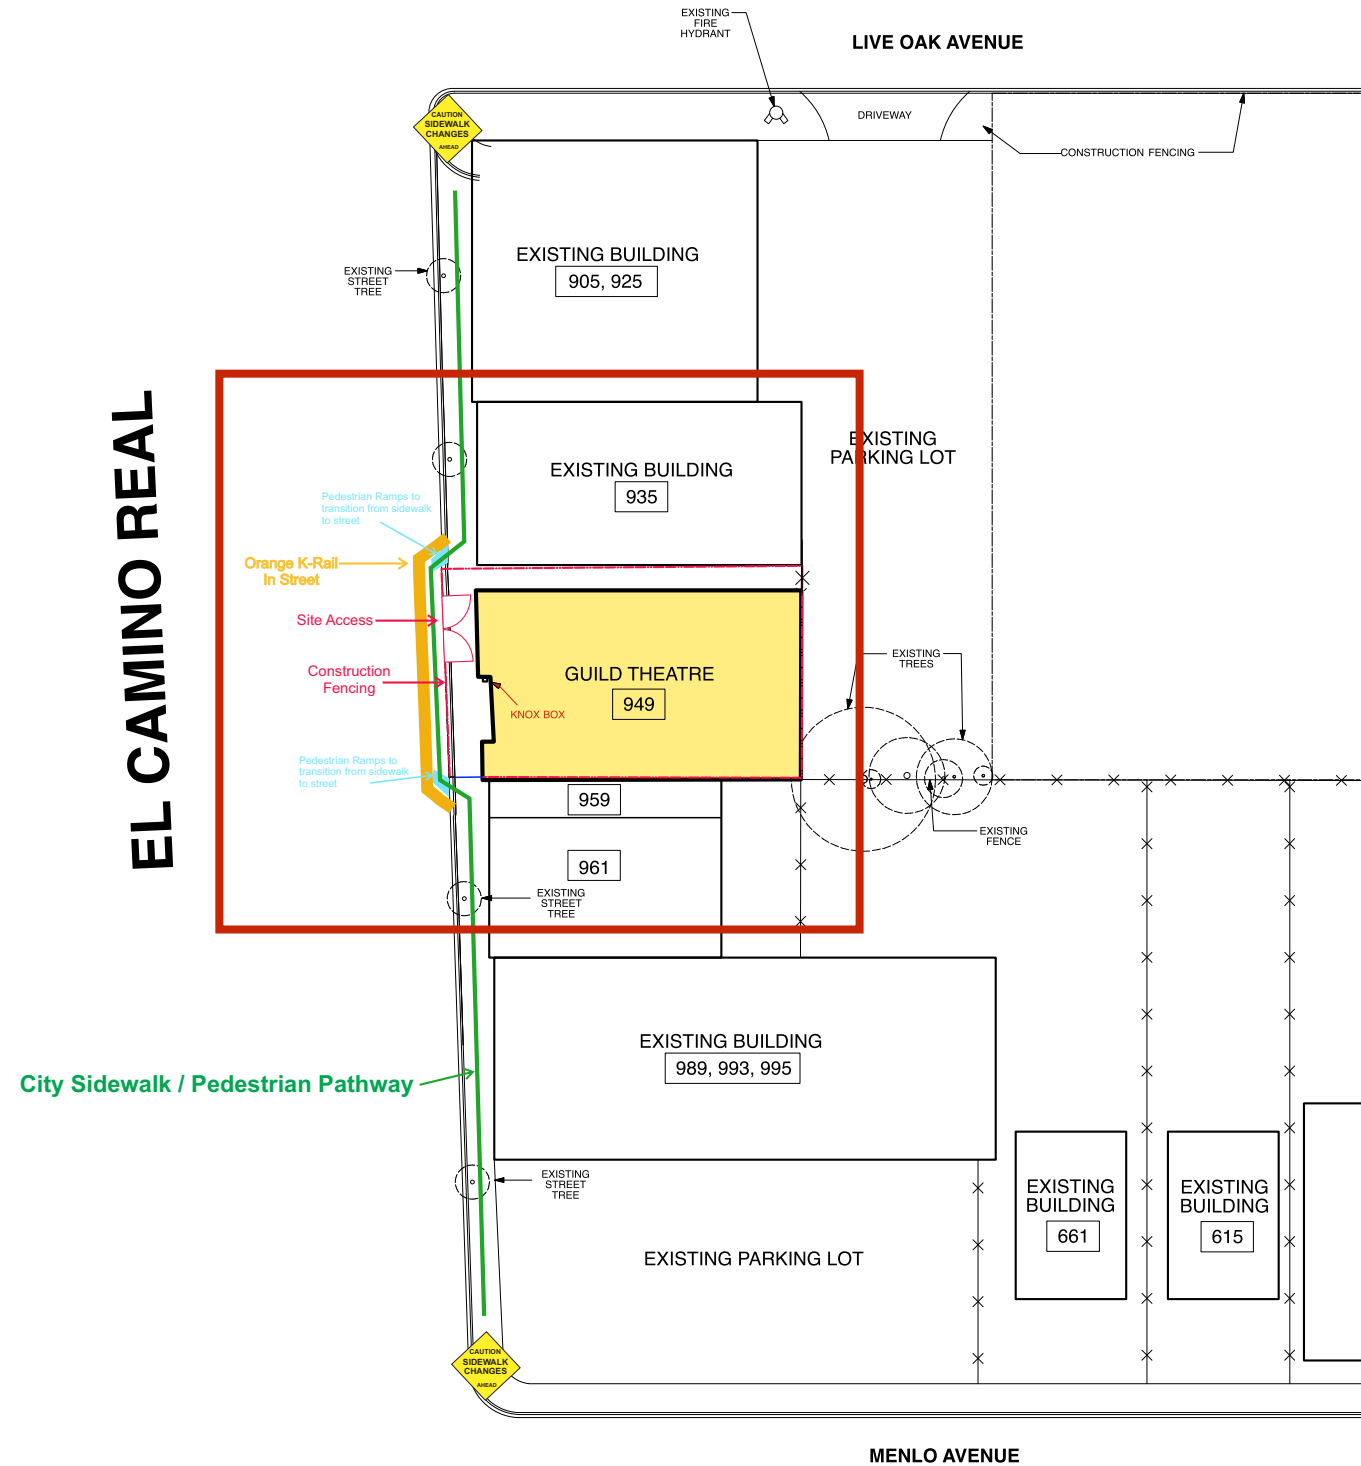 EXISTING
FIRE
HYDRANT
LIVE OAK AVENUE
CAUTION
SIDEWALK
CHANGES
AHEAD
DRIVEWAY
CONSTRUCTION FENCING
EXISTING BUILDING
905, 925
EXISTING
STREET
TREE
EL CAMINO REAL
EXISTING
PARKING LOT
EXISTING BUILDING
935
Pedestrian Ramps to
transition from sidewalk
to street
Orange K-Rail
In Street
Site Access
Construction
Fencing
GUILD THEATRE
949
KNOX BOX
EXISTING
TREES
Pedestrian Ramps to
transition from sidewalk
to street
959
EXISTING
FENCE
961
EXISTING
STREET
TREE
EXISTING BUILDING
989, 993, 995
City Sidewalk / Pedestrian Pathway
EXISTING
STREET
TREE
EXISTING
BUILDING
661
EXISTING
BUILDING
615
EXISTING PARKING LOT
CAUTION
SIDEWALK
CHANGES
AHEAD
MENLO AVENUE